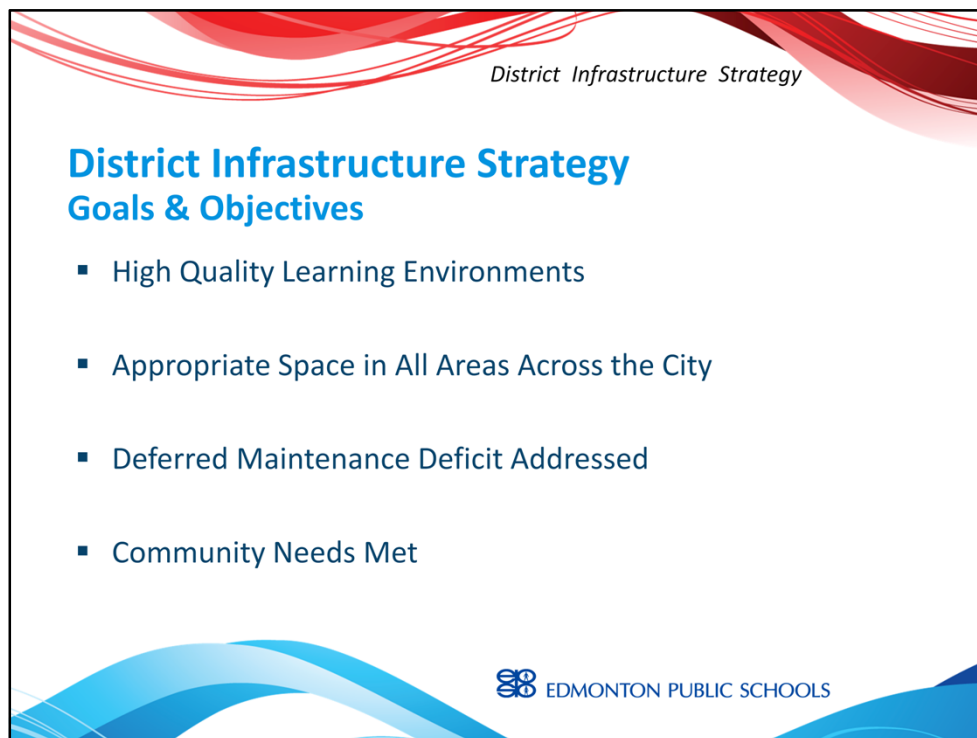 District Infrastructure Strategy
District Infrastructure Strategy
Goals & Objectives
▪ High Quality Learning Environments
▪ Appropriate Space in All Areas Across the City
▪ Deferred Maintenance Deficit Addressed
▪ Community Needs Met
EDMONTON PUBLIC SCHOOLS